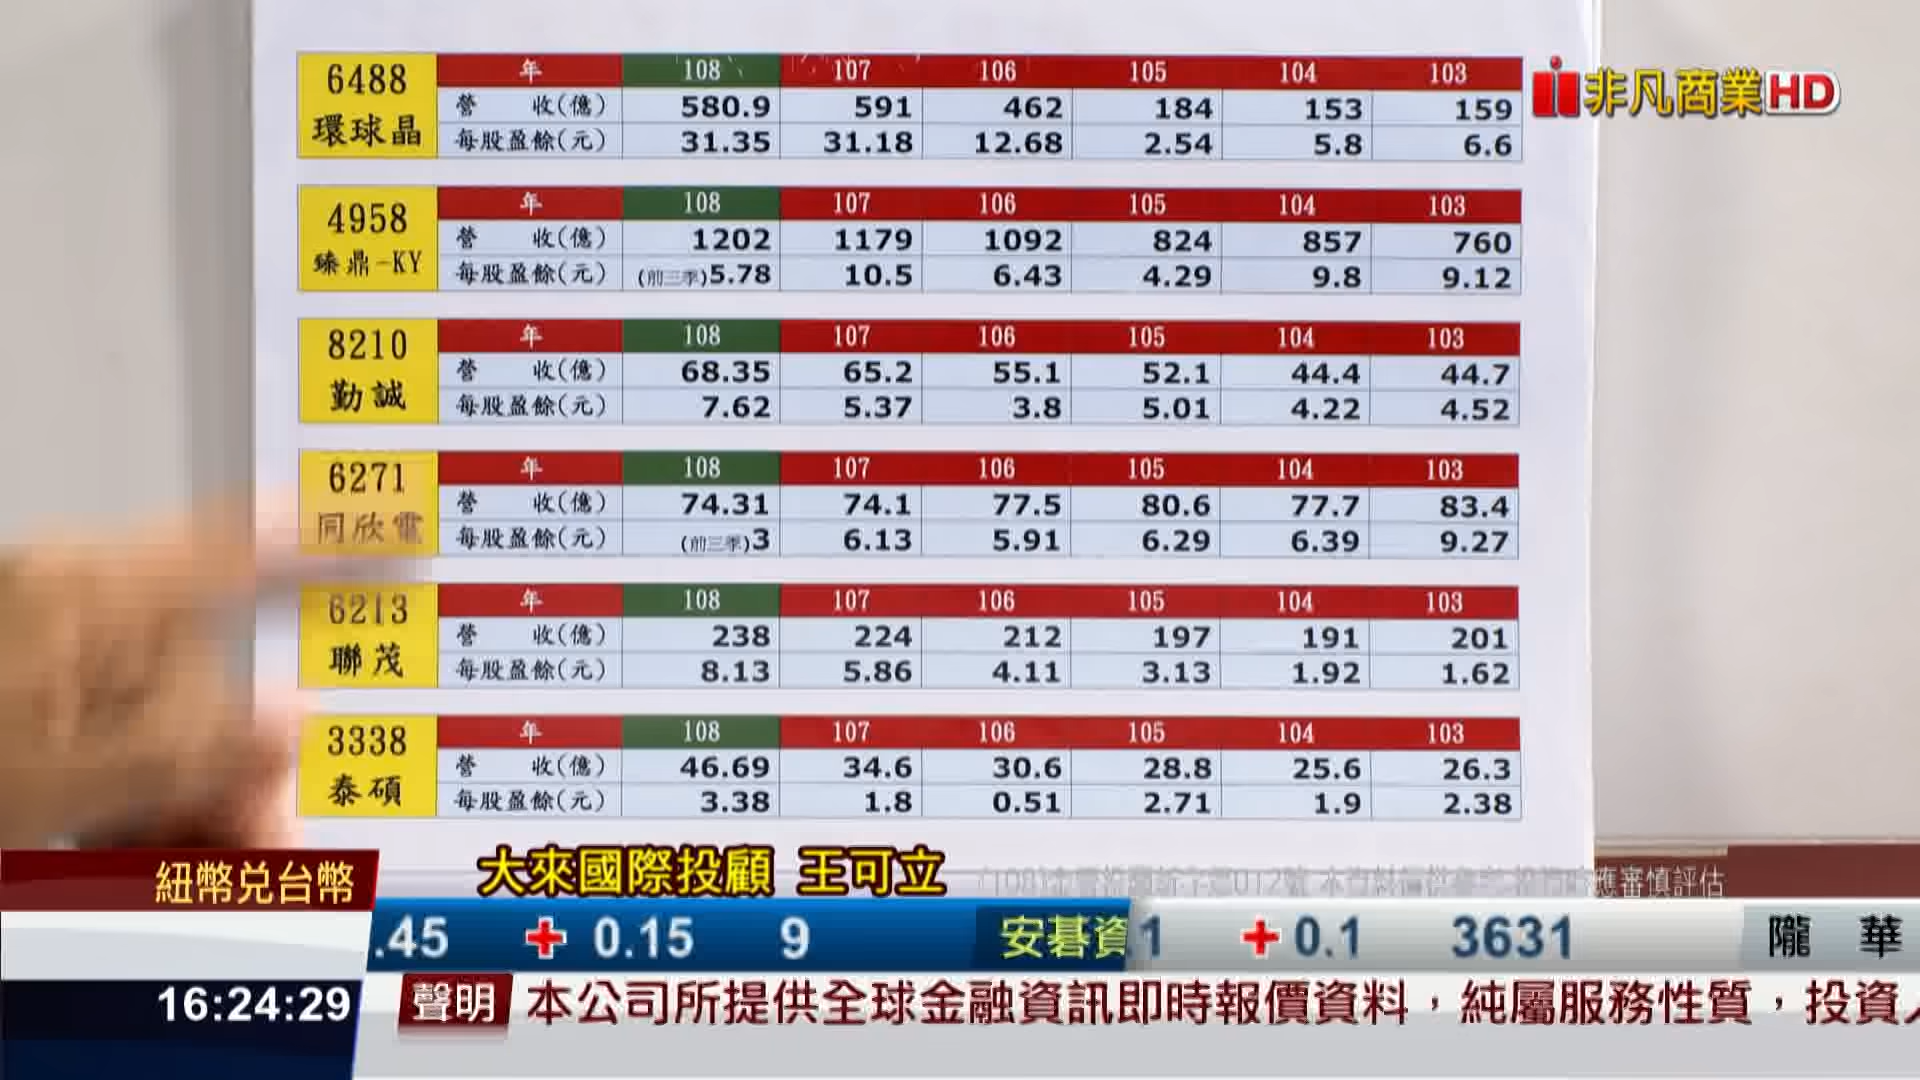 6488 年 108 107 106 105 104 103
環球晶 營 收(億) 580.9 591 462 184 153 159
每股盈餘(元) 31.35 31.18 12.68 2.54 5.8 6.6
非凡商業HD
4958 年 108 107 106 105 104 103
臻鼎-KY 營 收(億) 1202 1179 1092 824 857 760
每股盈餘(元) (前三季)5.78 10.5 6.43 4.29 9.8 9.12
8210 年 108 107 106 105 104 103
勤誠 營 收(億) 68.35 65.2 55.1 52.1 44.4 44.7
每股盈餘(元) 7.62 5.37 3.8 5.01 4.22 4.52
6271 年 108 107 106 105 104 103
同欣電 營 收(億) 74.31 74.1 77.5 80.6 77.7 83.4
每股盈餘(元) (前三季)3 6.13 5.91 6.29 6.39 9.27
6213 年 108 107 106 105 104 103
聯茂 營 收(億) 238 224 212 197 191 201
每股盈餘(元) 8.13 5.86 4.11 3.13 1.92 1.62
3338 年 108 107 106 105 104 103
泰碩 營 收(億) 46.69 34.6 30.6 28.8 25.6 26.3
每股盈餘(元) 3.38 1.8 0.51 2.71 1.9 2.38
大來國際投顧 王可立
應審慎評估
紐幣兑台幣
.45 + 0.15 9 安碁資 1 + 0.1 3631 隴 華
16:24:29
聲明 本公司所提供全球金融資訊即時報價資料，純屬服務性質，投資人